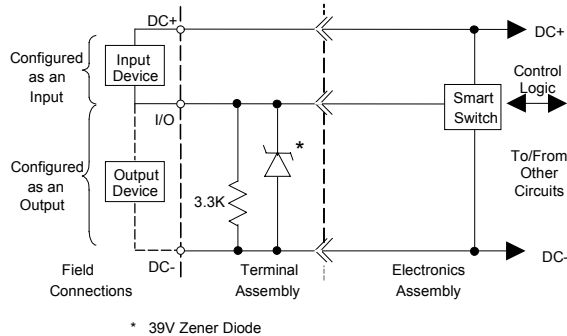 DC+
DC+
Configured
as an
Input
Input
Device
Control
Logic
Smart
Switch
I/O
Configured
as an
Output
Output
Device
3.3K
*
To/From
Other
Circuits
DC-
DC-
Field
Connections
Terminal
Assembly
Electronics
Assembly
* 39V Zener Diode